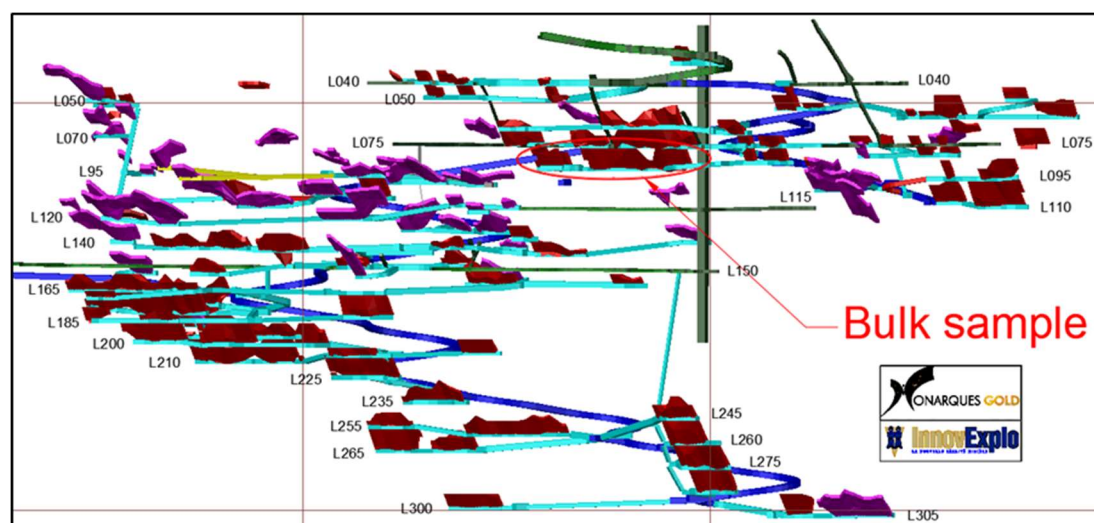 L040
L040
L050
L050
L070
L075
L075
L95
L095
L115
L110
L120
L140
L150
L165
Bulk sample
L185
L200
L210
L225
L235
L245
L255
L260
L265
L275
L300
L305
MONARQUES GOLD
InnovExplo